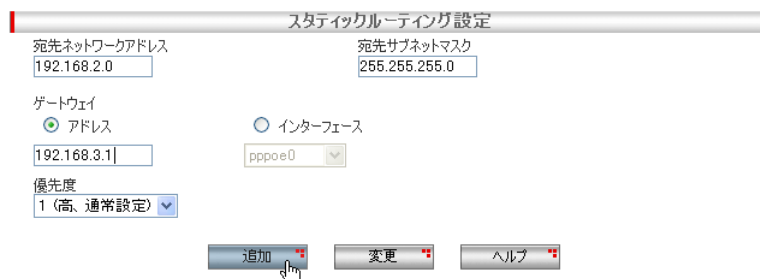 スタティックルーティング設定
宛先ネットワークアドレス 宛先サブネットマスク
192.168.2.0 255.255.255.0
ゲートウェイ
アドレス インターフェース
192.168.3.1 pppoe0
優先度
1 (高、通常設定)
追加 変更 ヘルプ